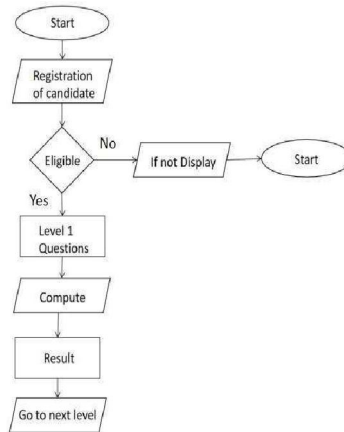 Start
Registration
of candidate
Eligible
No
If not Display
Start
Yes
Level 1
Questions
Compute
Result
Go to next level